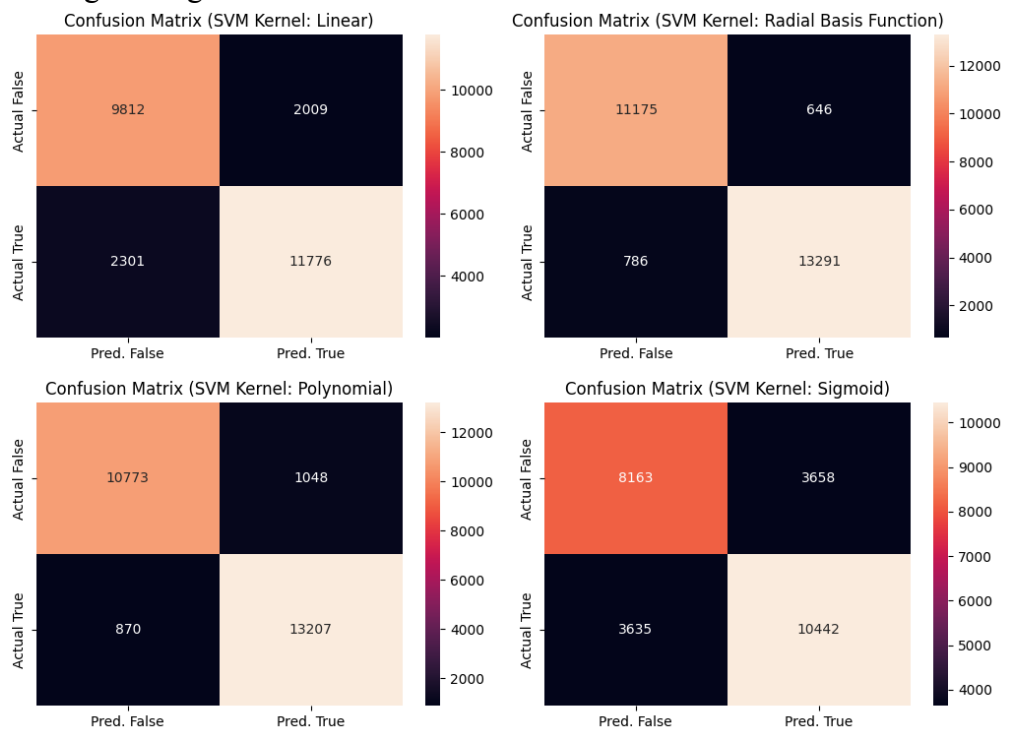 Confusion Matrix (SVM Kernel: Linear)
Actual False
9812
2009
10000
8000
6000
4000
Actual True
2301
11776
Pred. False
Pred. True
Confusion Matrix (SVM Kernel: Radial Basis Function)
Actual False
11175
646
12000
10000
8000
6000
4000
2000
Actual True
786
13291
Pred. False
Pred. True
Confusion Matrix (SVM Kernel: Polynomial)
Actual False
10773
1048
12000
10000
8000
6000
4000
2000
Actual True
870
13207
Pred. False
Pred. True
Confusion Matrix (SVM Kernel: Sigmoid)
Actual False
8163
3658
10000
9000
8000
7000
6000
5000
4000
Actual True
3635
10442
Pred. False
Pred. True